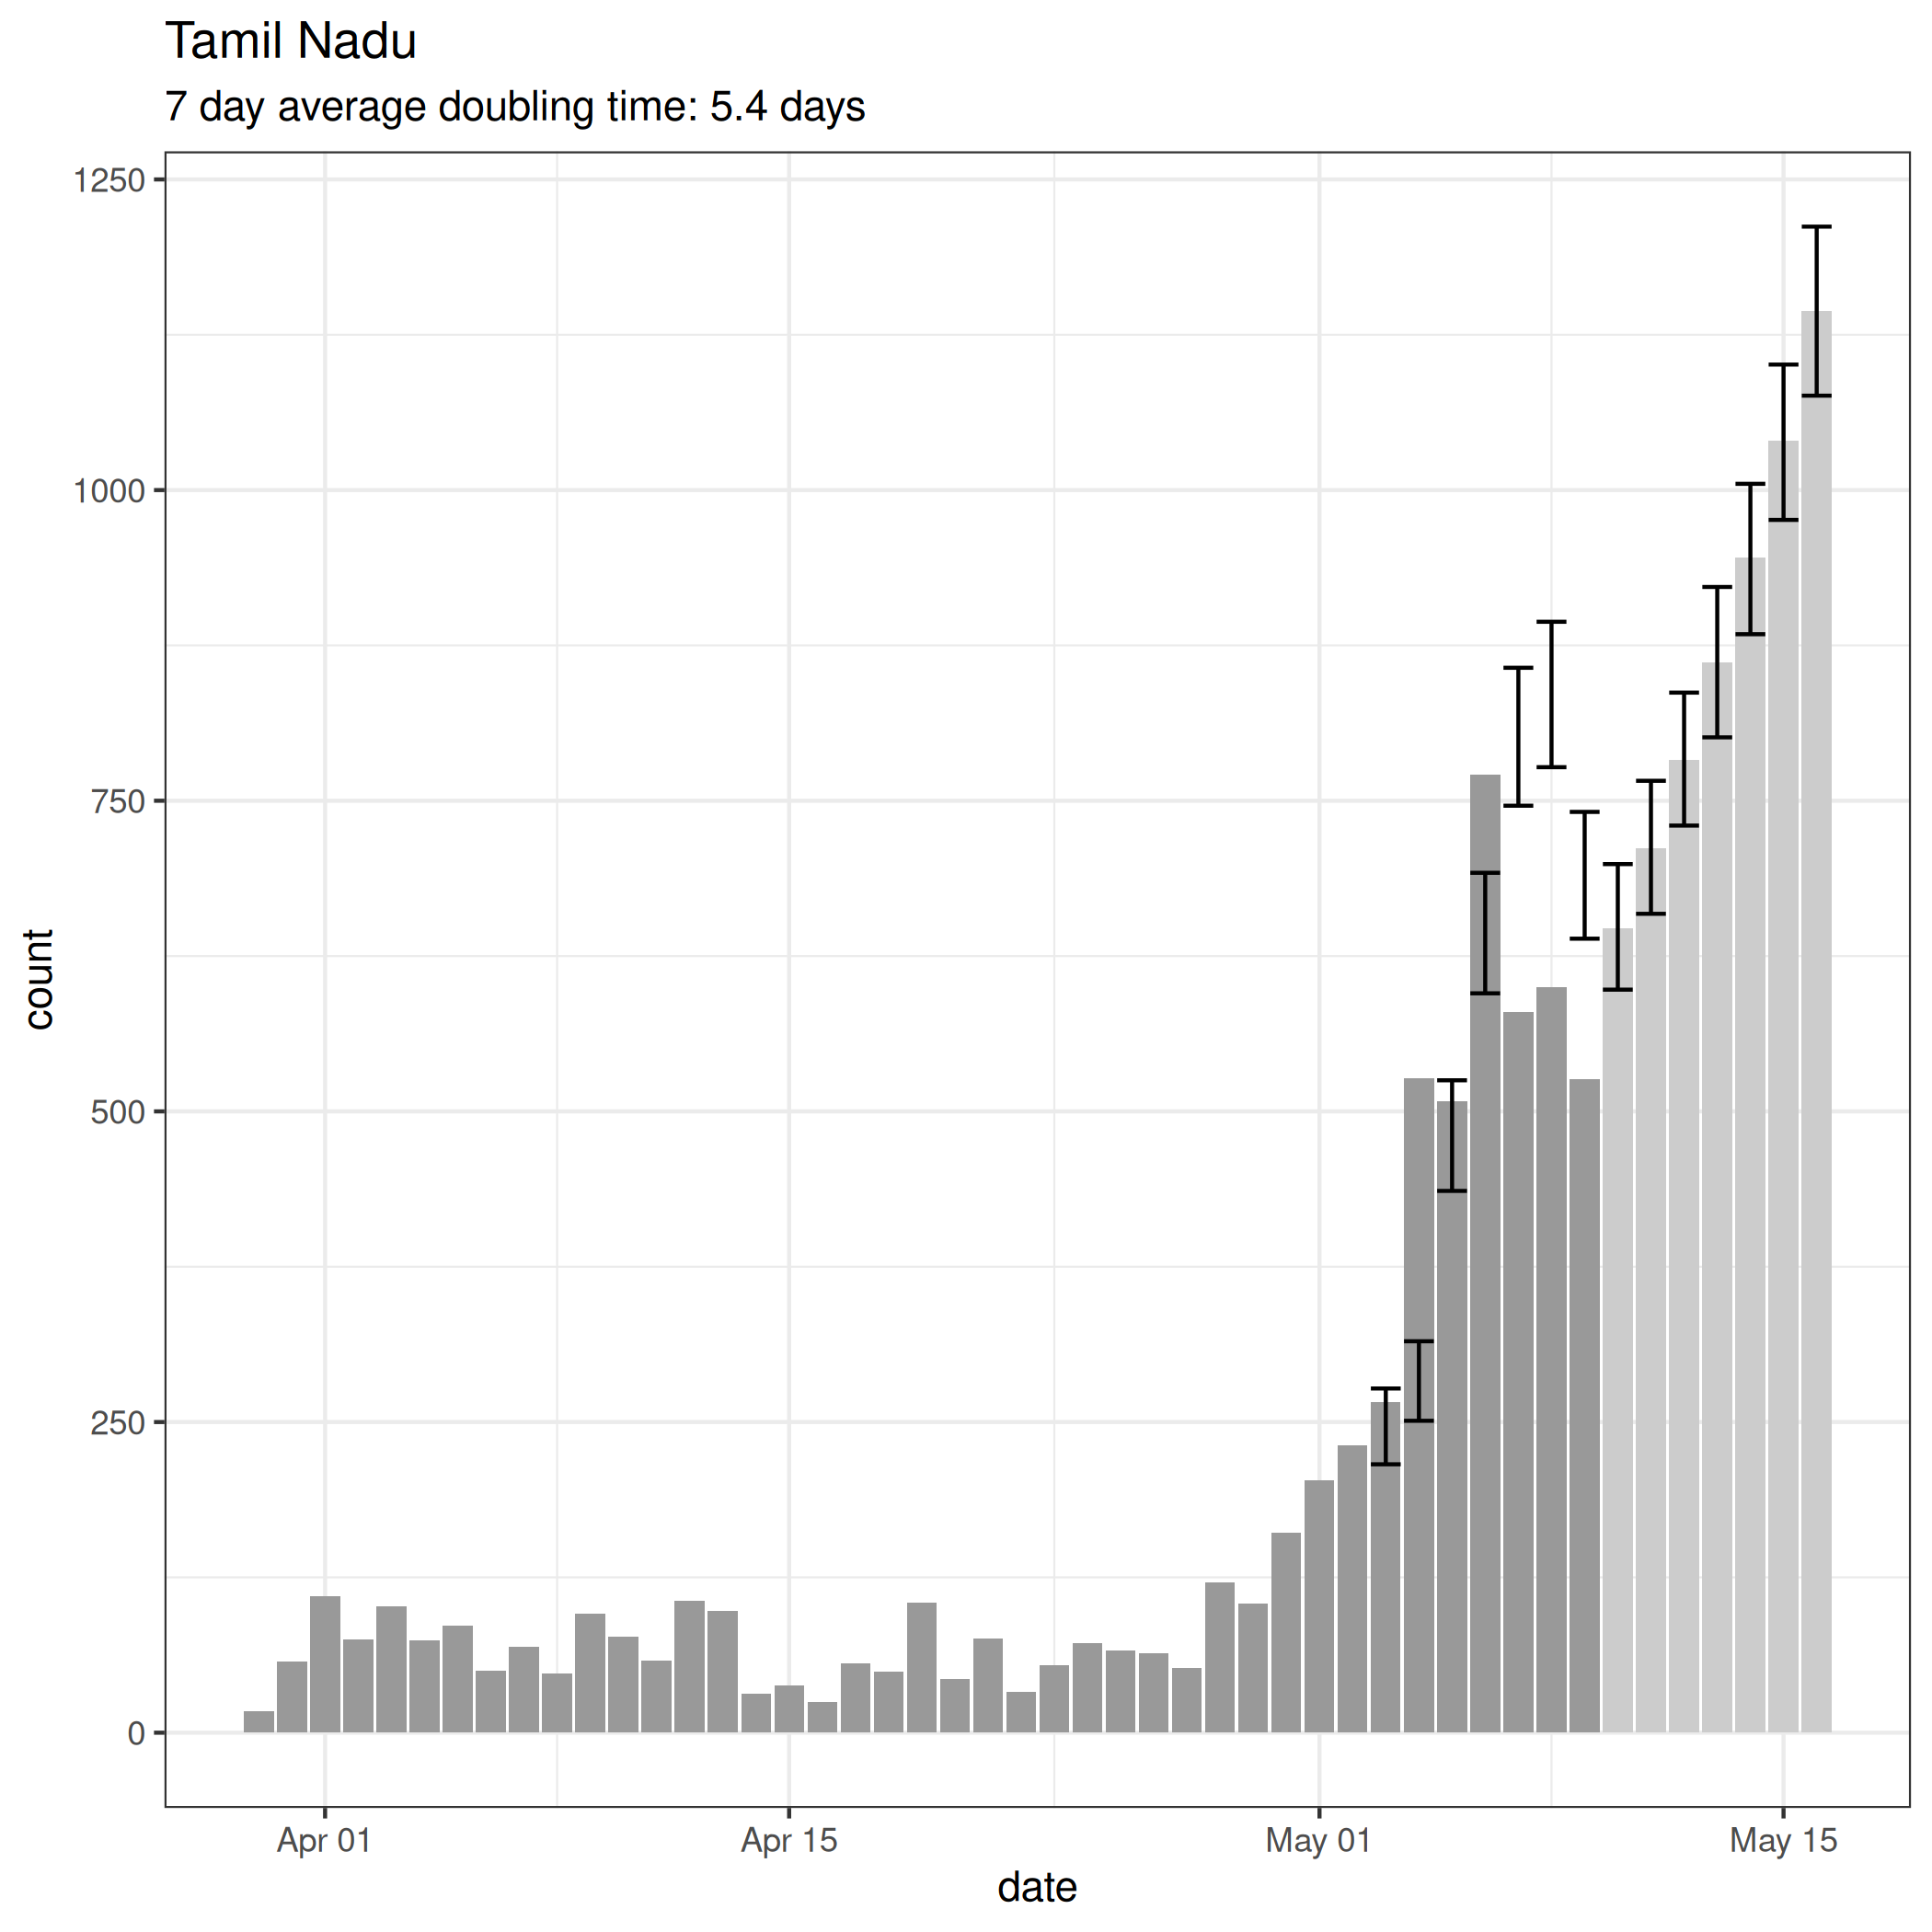 Tamil Nadu
7 day average doubling time: 5.4 days
1250
1000
750
500
250
0
count
Apr 01
Apr 15
May 01
May 15
date